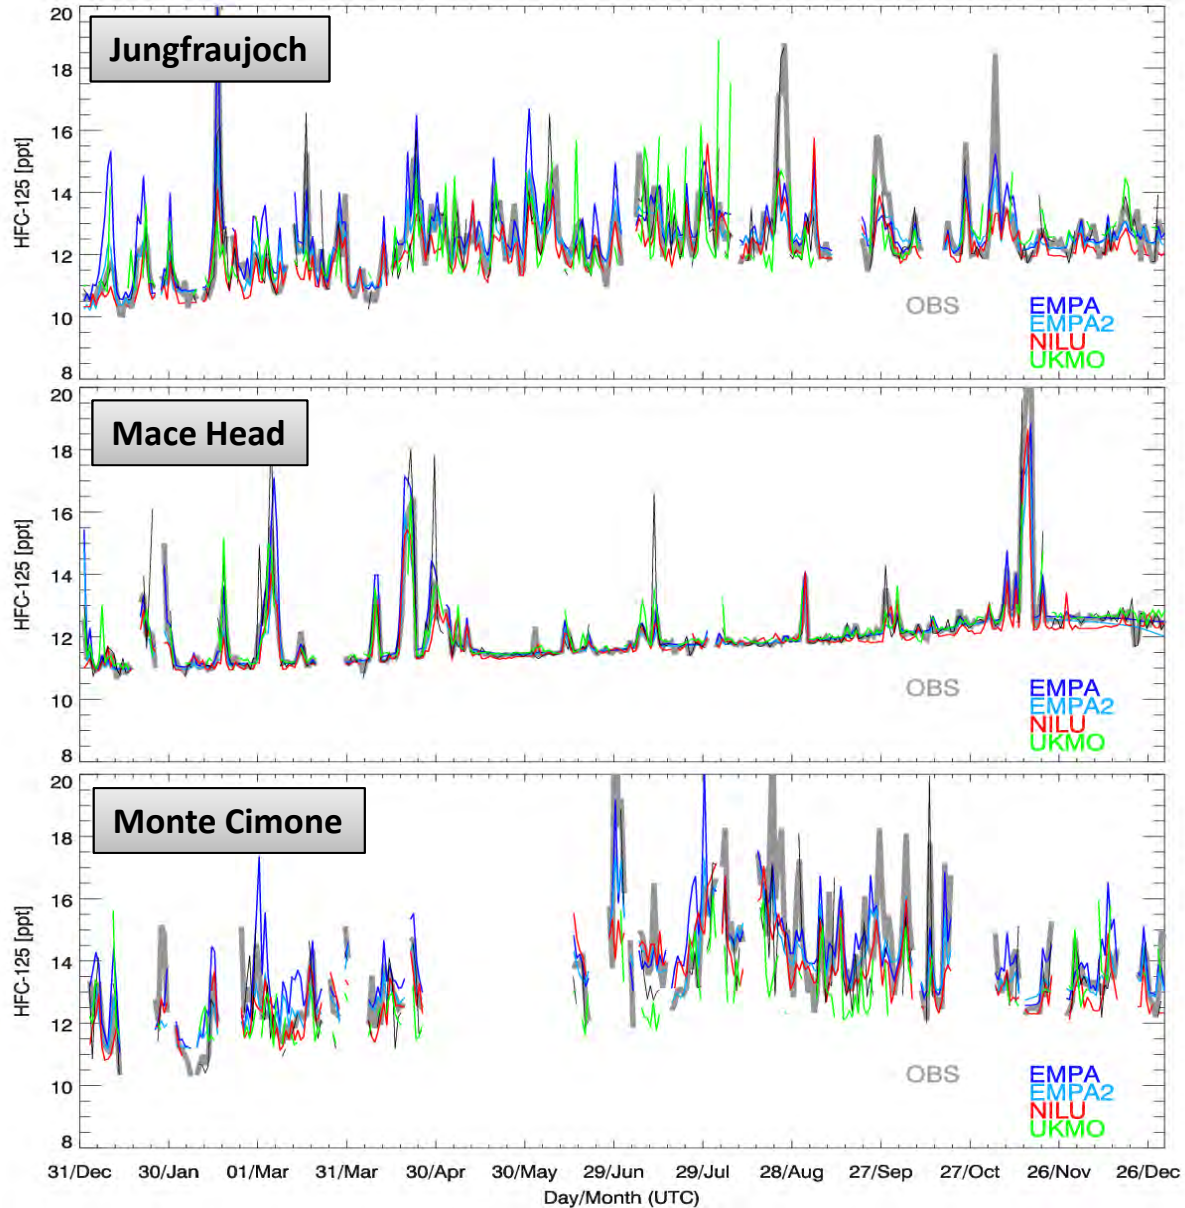 Jungfraujoch
HFC-125 [ppt]
20
18
16
14
12
10
8
OBS
EMPA
EMPA2
NILU
UKMO
Mace Head
HFC-125 [ppt]
20
18
16
14
12
10
8
OBS
EMPA
EMPA2
NILU
UKMO
Monte Cimone
HFC-125 [ppt]
20
18
16
14
12
10
8
OBS
EMPA
EMPA2
NILU
UKMO
31/Dec 30/Jan 01/Mar 31/Mar 30/Apr 30/May 29/Jun 29/Jul 28/Aug 27/Sep 27/Oct 26/Nov 26/Dec
Day/Month (UTC)